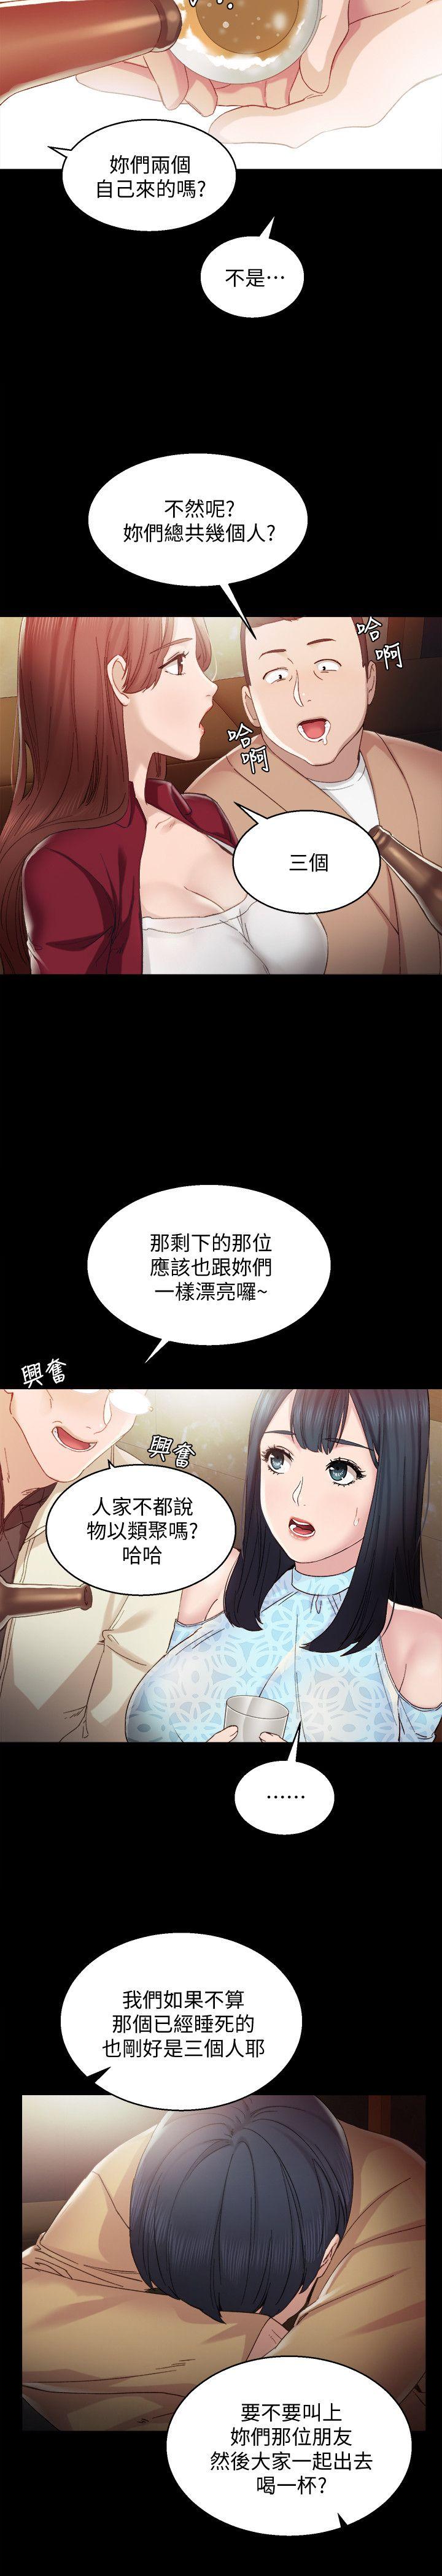 妳們兩個
自己來的嗎?
不是⋯
不然呢?
妳們總共幾個人?
哈
啊
哈
啊
三個
那剩下的那位
應該也跟妳們
一樣漂亮囉~
興奮
興奮
人家不都說
物以類聚嗎?
哈哈
⋯⋯
我們如果不算
那個已經睡死的
也剛好是三個人耶
要不要叫上
妳們那位朋友
然後大家一起出去
喝一杯?